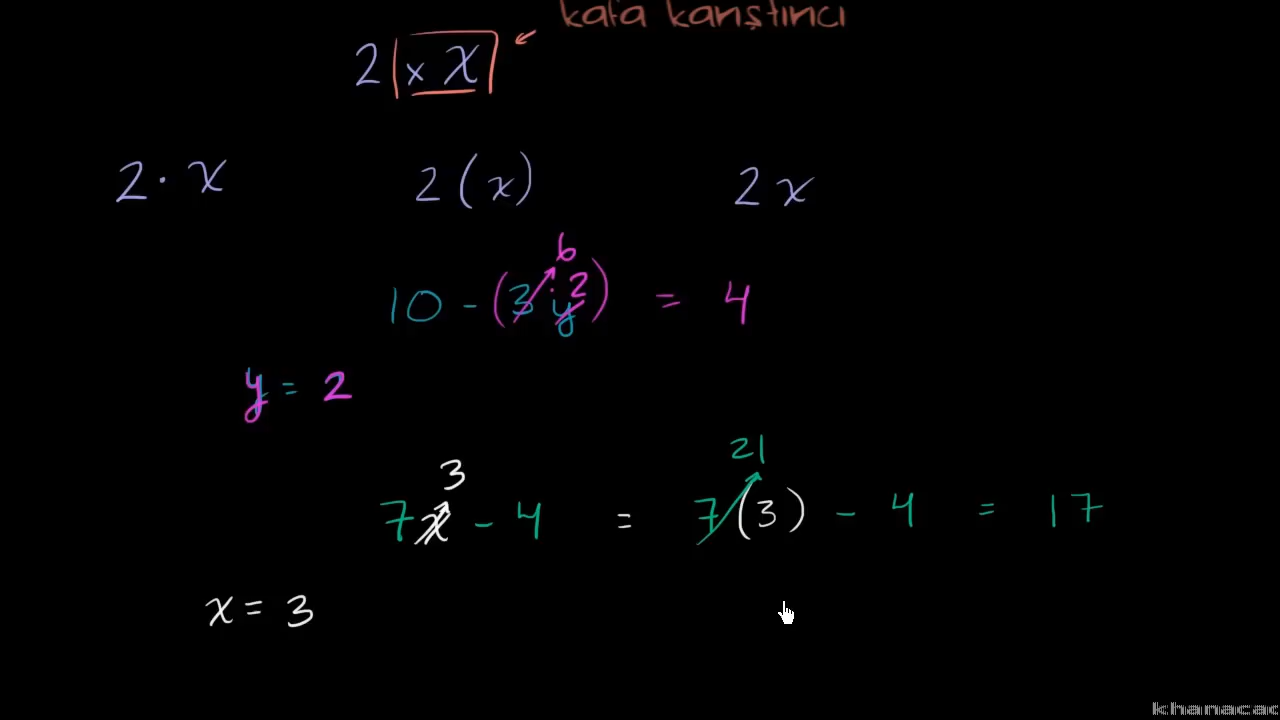 kafa karıştırıcı
2 × x
2 · x 2(x) 2x
6
10 - (3 · y) 2 = 4
y = 2
3 21
7x - 4 = 7(3) - 4 = 17
x = 3
khanacad